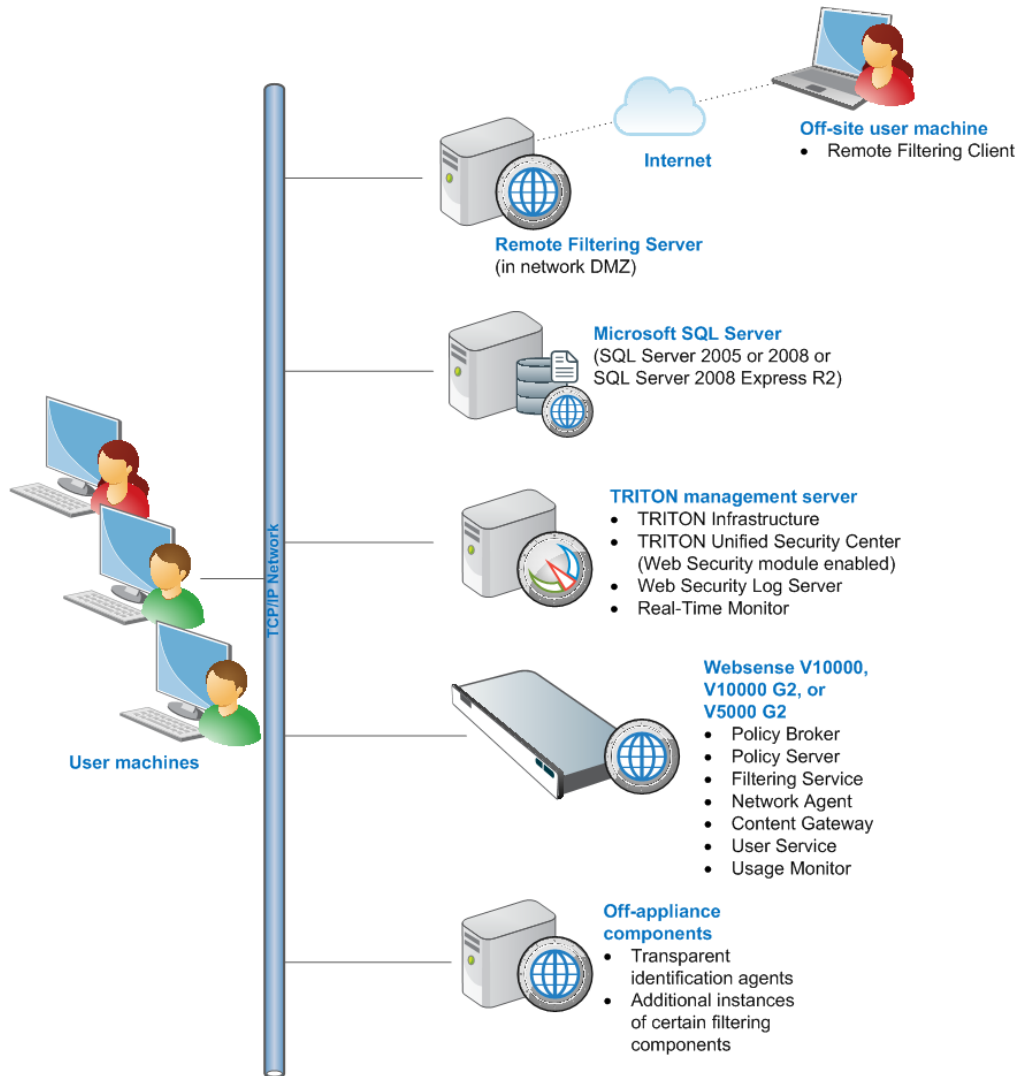 Off-site user machine
• Remote Filtering Client
Internet
Remote Filtering Server
(in network DMZ)
Microsoft SQL Server
(SQL Server 2005 or 2008 or
SQL Server 2008 Express R2)
TRITON management server
• TRITON Infrastructure
• TRITON Unified Security Center
(Web Security module enabled)
• Web Security Log Server
• Real-Time Monitor
TCP/IP Network
User machines
Websense V10000,
V10000 G2, or
V5000 G2
• Policy Broker
• Policy Server
• Filtering Service
• Network Agent
• Content Gateway
• User Service
• Usage Monitor
Off-appliance
components
• Transparent
identification agents
• Additional instances
of certain filtering
components